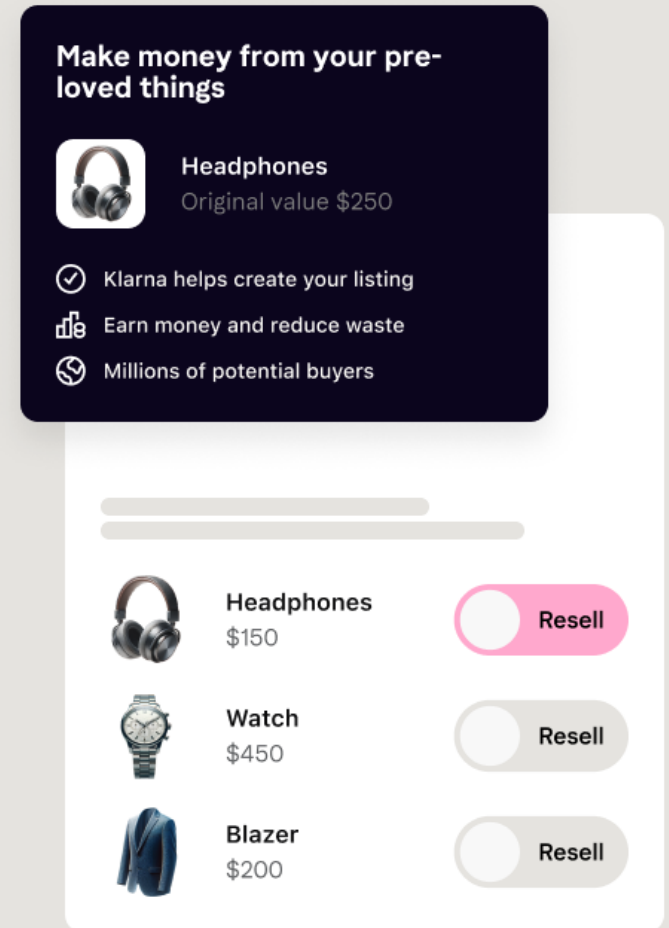 Make money from your pre-
loved things
Headphones
Original value $250
Klarna helps create your listing
Earn money and reduce waste
Millions of potential buyers
Headphones
$150
Resell
Watch
$450
Resell
Blazer
$200
Resell